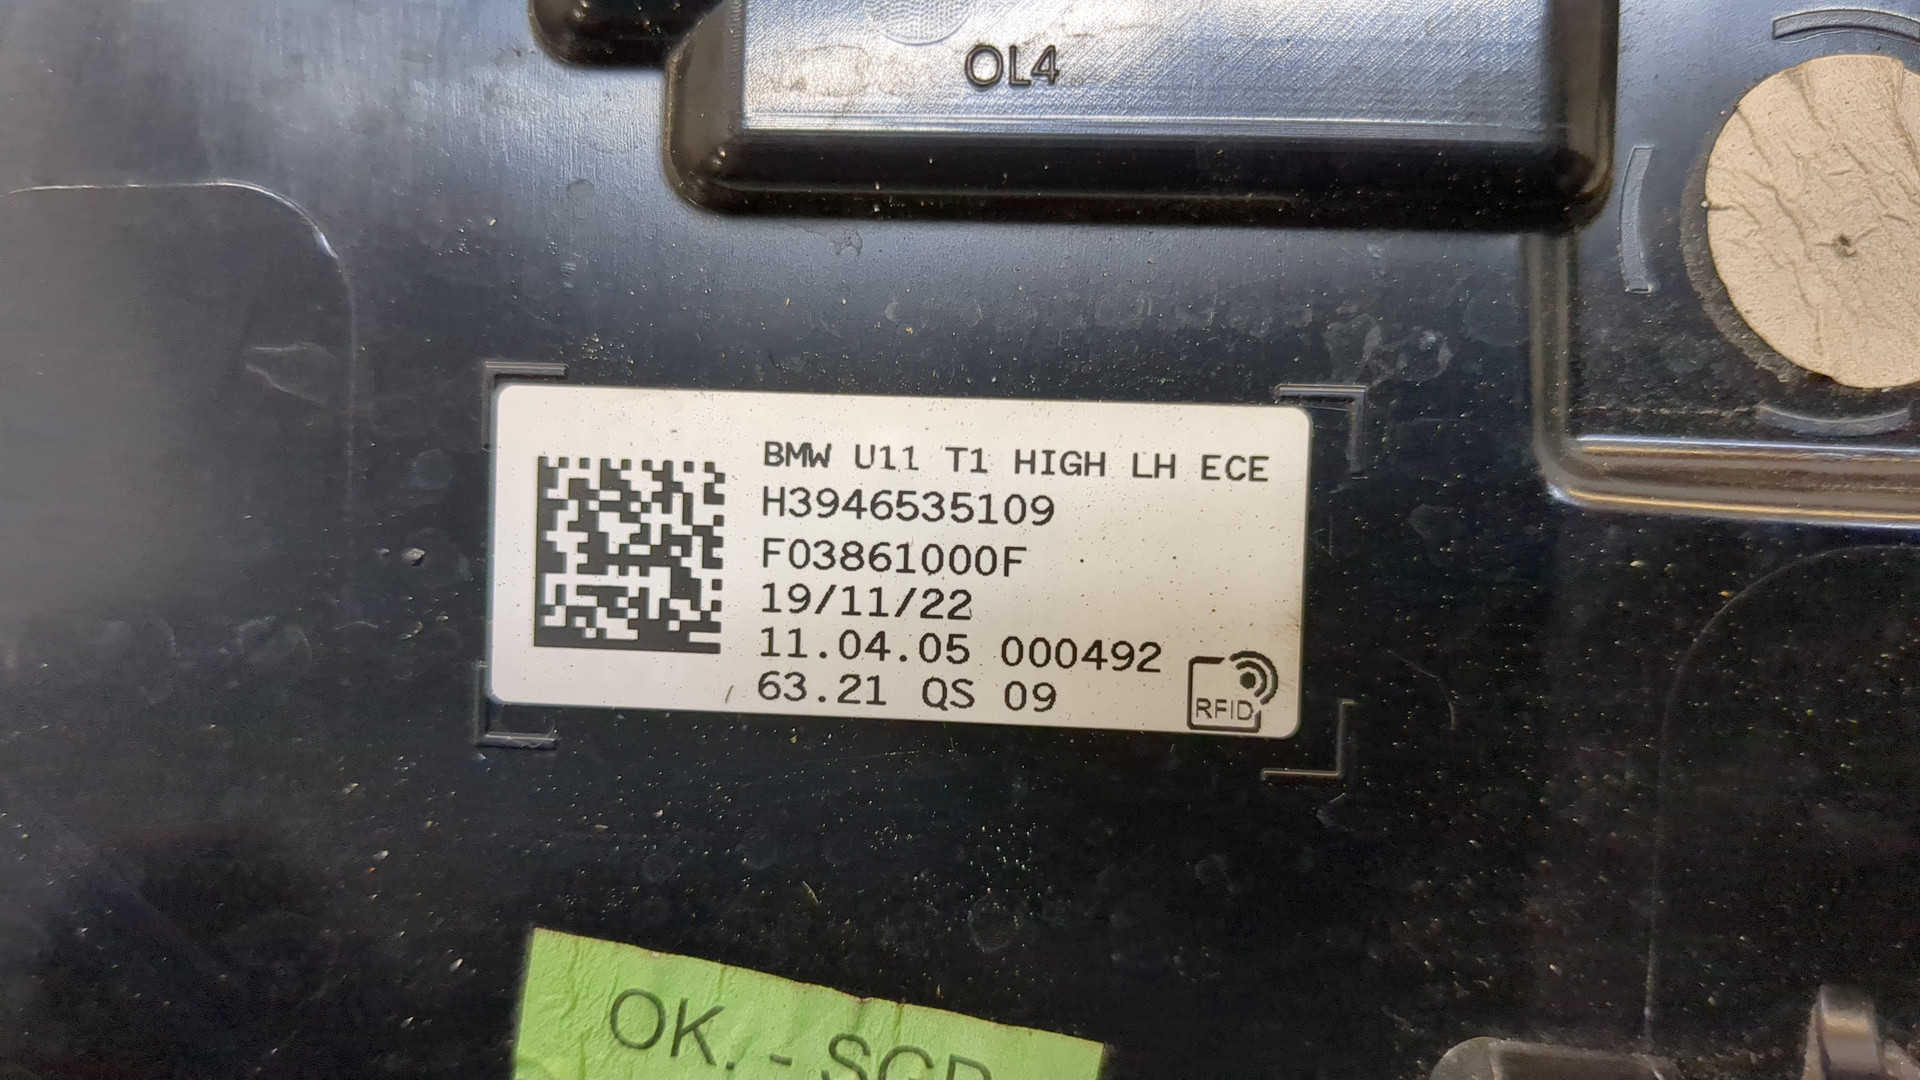 OL4
BMW U11 T1 HIGH LH ECE
H3946535109
F03861000F
19/11/22
11.04.05 000492
63.21 QS 09
RFID
OK. -